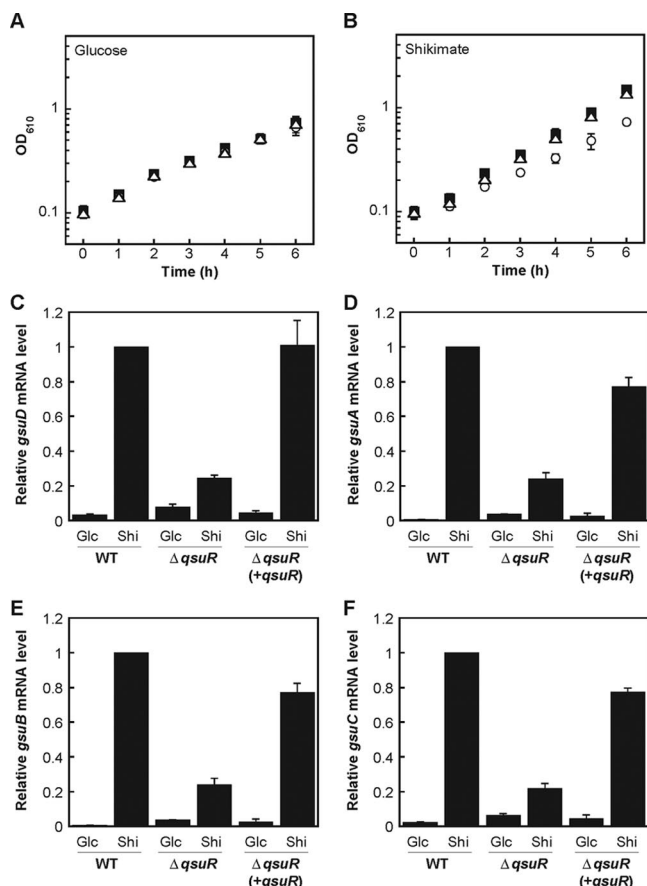 A
Glucose
OD610
1
0.1
0 1 2 3 4 5 6
Time (h)
B
Shikimate
OD610
1
0.1
0 1 2 3 4 5 6
Time (h)
C
Relative gsuD mRNA level
1.2
1
0.8
0.6
0.4
0.2
0
Glc Shi Glc Shi Glc Shi
WT ΔqsuR ΔqsuR
(+qsuR)
D
Relative gsuA mRNA level
1.2
1
0.8
0.6
0.4
0.2
0
Glc Shi Glc Shi Glc Shi
WT ΔqsuR ΔqsuR
(+qsuR)
E
Relative gsuB mRNA level
1.2
1
0.8
0.6
0.4
0.2
0
Glc Shi Glc Shi Glc Shi
WT ΔqsuR ΔqsuR
(+qsuR)
F
Relative gsuC mRNA level
1.2
1
0.8
0.6
0.4
0.2
0
Glc Shi Glc Shi Glc Shi
WT ΔqsuR ΔqsuR
(+qsuR)